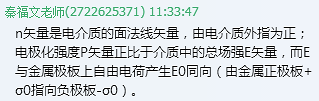 秦福文老师(2722625371) 11:33:47
n矢量是电介质的面法线矢量，由电介质外指为正；
电极化强度P矢量正比于介质中的总场强E矢量，而E
与金属极板上自由电荷产生E0同向（由金属正极板+
σ0指向负极板-σ0）。